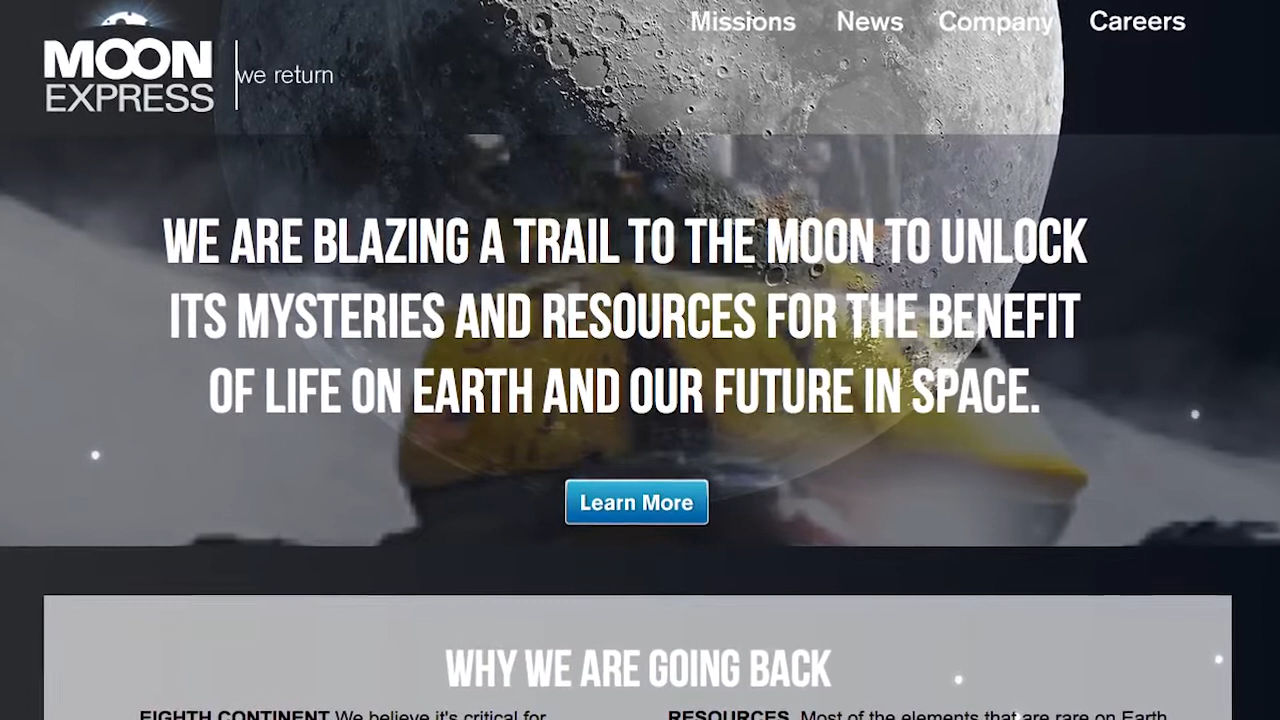 Missions News Company Careers
MOON
EXPRESS
we return
WE ARE BLAZING A TRAIL TO THE MOON TO UNLOCK
ITS MYSTERIES AND RESOURCES FOR THE BENEFIT
OF LIFE ON EARTH AND OUR FUTURE IN SPACE.
Learn More
WHY WE ARE GOING BACK
EIGHTH CONTINENT We believe it's critical for
RESOURCES Most of the elements that are rare on Earth